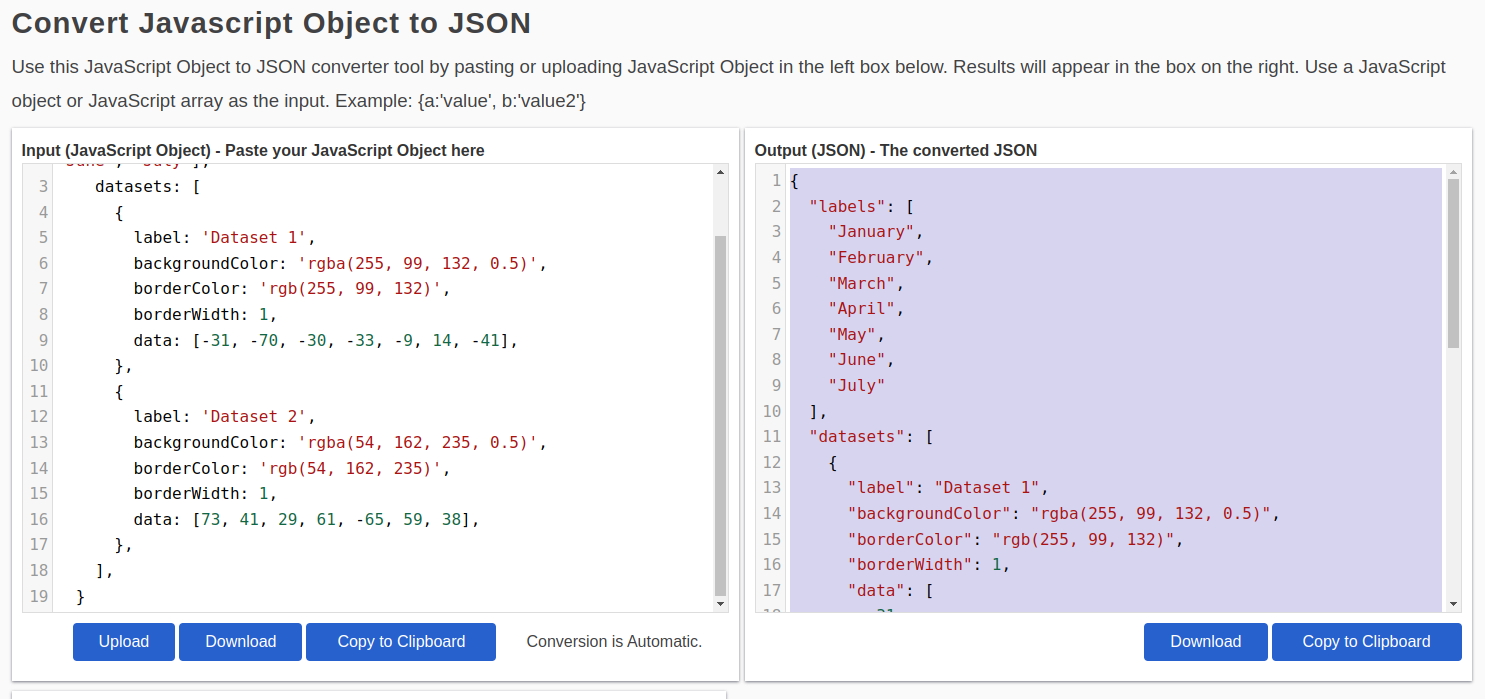 Convert Javascript Object to JSON
Use this JavaScript Object to JSON converter tool by pasting or uploading JavaScript Object in the left box below. Results will appear in the box on the right. Use a JavaScript
object or JavaScript array as the input. Example: {a:'value', b:'value2'}
Input (JavaScript Object) - Paste your JavaScript Object here
3 datasets: [
4 {
5 label: 'Dataset 1',
6 backgroundColor: 'rgba(255, 99, 132, 0.5)',
7 borderColor: 'rgb(255, 99, 132)',
8 borderWidth: 1,
9 data: [-31, -70, -30, -33, -9, 14, -41],
10 },
11 {
12 label: 'Dataset 2',
13 backgroundColor: 'rgba(54, 162, 235, 0.5)',
14 borderColor: 'rgb(54, 162, 235)',
15 borderWidth: 1,
16 data: [73, 41, 29, 61, -65, 59, 38],
17 },
18 ],
19 }
Upload
Download
Copy to Clipboard
Conversion is Automatic.
Output (JSON) - The converted JSON
1 {
2 "labels": [
3 "January",
4 "February",
5 "March",
6 "April",
7 "May",
8 "June",
9 "July"
10 ],
11 "datasets": [
12 {
13 "label": "Dataset 1",
14 "backgroundColor": "rgba(255, 99, 132, 0.5)",
15 "borderColor": "rgb(255, 99, 132)",
16 "borderWidth": 1,
17 "data": [
Download
Copy to Clipboard